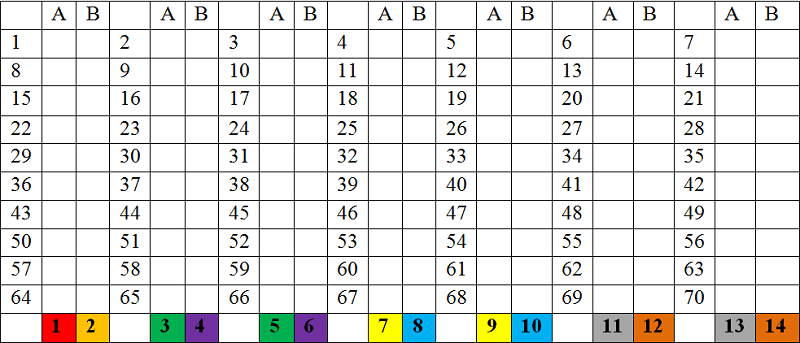 A B A B A B A B A B A B A B
1 2 3 4 5 6 7
8 9 10 11 12 13 14
15 16 17 18 19 20 21
22 23 24 25 26 27 28
29 30 31 32 33 34 35
36 37 38 39 40 41 42
43 44 45 46 47 48 49
50 51 52 53 54 55 56
57 58 59 60 61 62 63
64 65 66 67 68 69 70
1 2 3 4 5 6 7 8 9 10 11 12 13 14